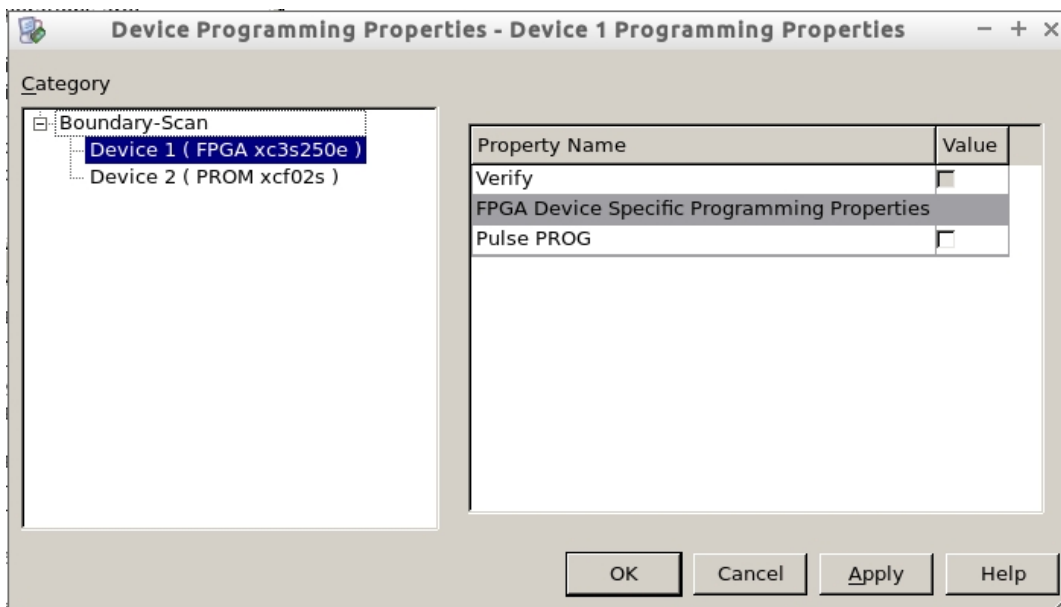 Device Programming Properties - Device 1 Programming Properties
Category
Boundary-Scan
Device 1 ( FPGA xc3s250e )
Device 2 ( PROM xcf02s )
Property Name Value
Verify
FPGA Device Specific Programming Properties
Pulse PROG
OK Cancel Apply Help